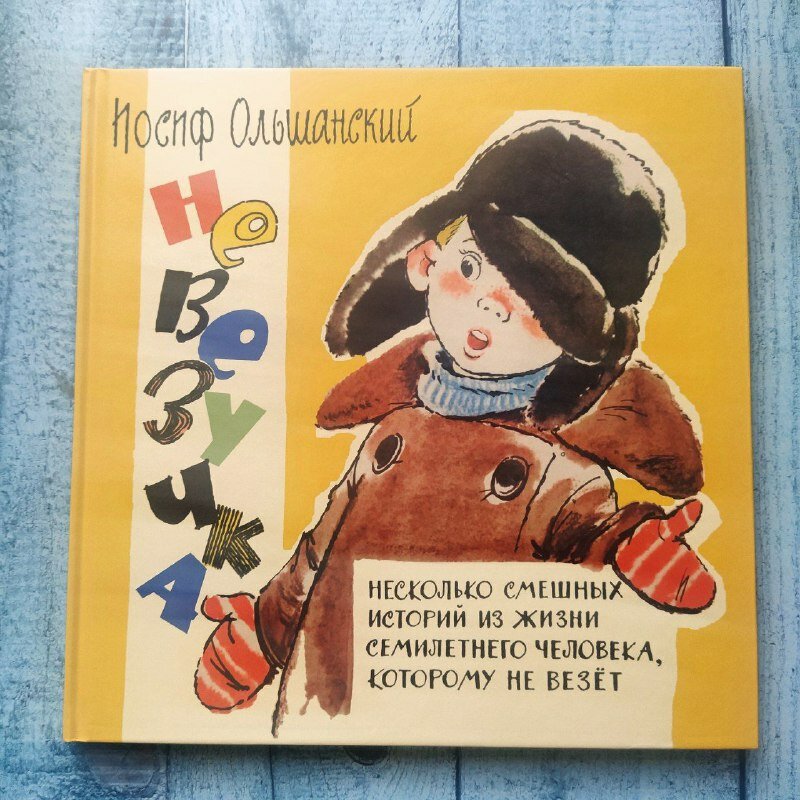 Иосиф Ольшанский
НеВеЗУЧКА
НЕСКОЛЬКО СМЕШНЫХ
ИСТОРИЙ ИЗ ЖИЗНИ
СЕМИЛЕТНЕГО ЧЕЛОВЕКА,
КОТОРОМУ НЕ ВЕЗЁТ